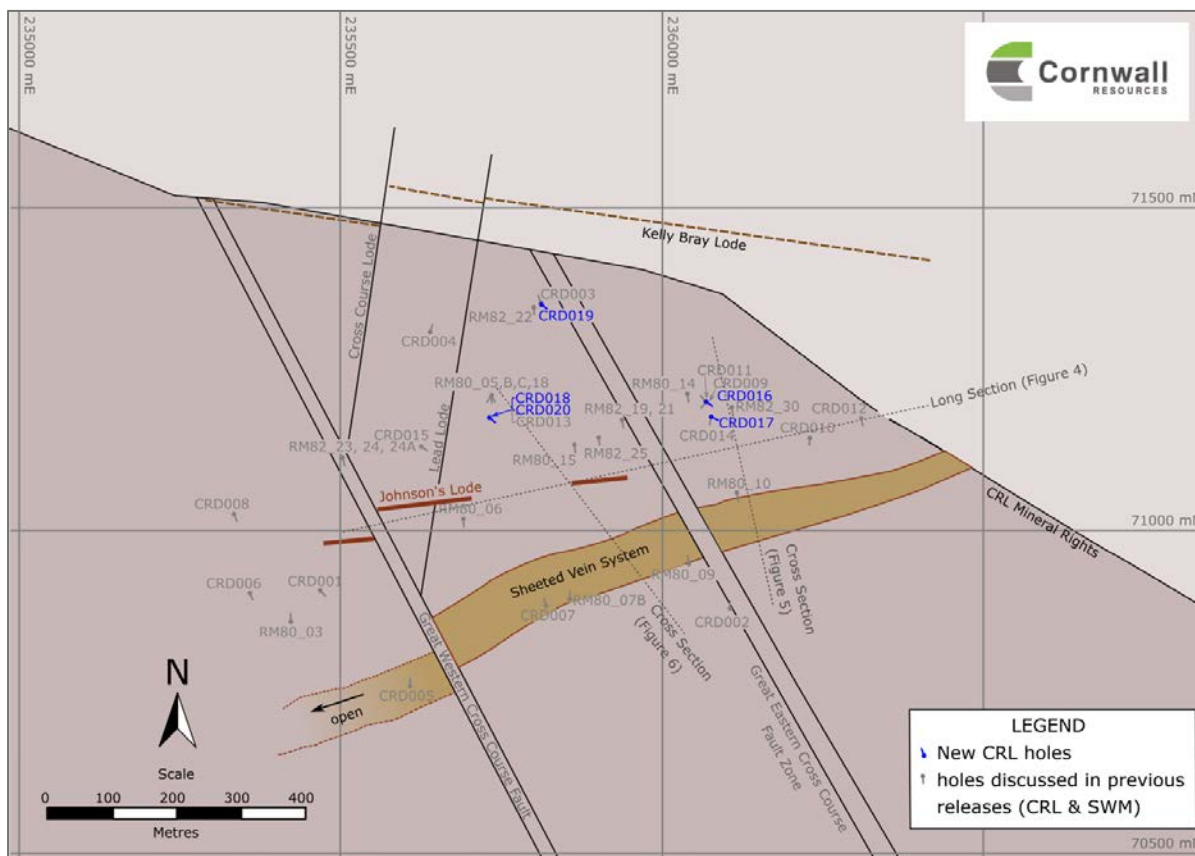 235000 mE
235500 mE
236000 mE
Cornwall
RESOURCES
71500 mN
Kelly Bray Lode
Cross Course Lode
CRD003
RM82_22
CRD019
CRD004
Lead Lode
CRD011
RM80_05,B,C,18
RM80_14
CRD009
CRD018
CRD016
CRD020
RM82_30
CRD013
RM82_19, 21
CRD017
CRD012
Long Section (Figure 4)
CRD015
CRD014
CRD010
RM82_23, 24, 24A
RM80_15
RM82_25
Johnson's Lode
RM80_10
CRD008
RM80_06
71000 mN
CRL Mineral Rights
Sheeted Vein System
RM80_09
Cross Section
(Figure 5)
CRD006
CRD001
RM80_07B
CRD007
CRD002
RM80_03
Cross Section
(Figure 6)
Great Western Cross Course Fault
Great Eastern Cross Course
Fault Zone
CRD005
open
N
Scale
0 100 200 300 400
Metres
LEGEND
New CRL holes
holes discussed in previous
releases (CRL & SWM)
70500 mN